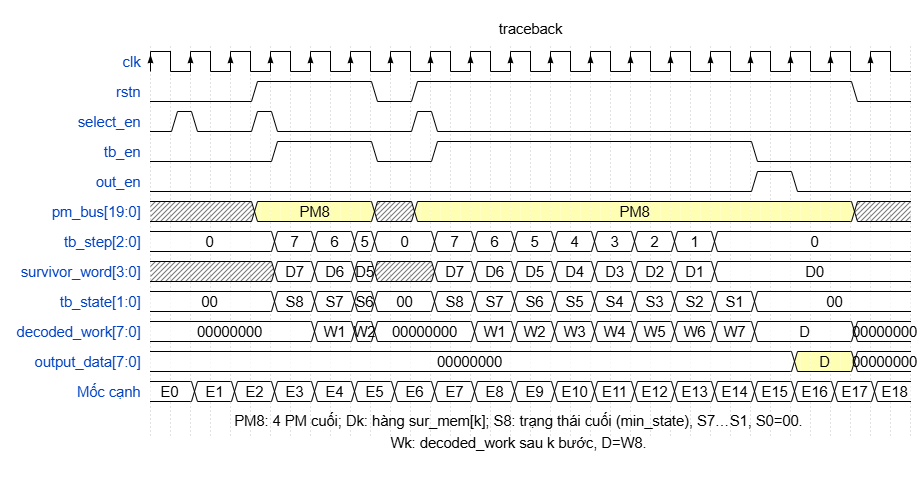 traceback
clk
rstn
select_en
tb_en
out_en
pm_bus[19:0] PM8 PM8
tb_step[2:0] 0 7 6 5 0 7 6 5 4 3 2 1 0
survivor_word[3:0] D7 D6 D5 D7 D6 D5 D4 D3 D2 D1 D0
tb_state[1:0] 00 S8 S7 S6 00 S8 S7 S6 S5 S4 S3 S2 S1 00
decoded_work[7:0] 00000000 W1 W2 00000000 W1 W2 W3 W4 W5 W6 W7 D 00000000
output_data[7:0] 00000000 D 00000000
Mốc cạnh E0 E1 E2 E3 E4 E5 E6 E7 E8 E9 E10 E11 E12 E13 E14 E15 E16 E17 E18
PM8: 4 PM cuối; Dk: hàng sur_mem[k]; S8: trạng thái cuối (min_state), S7…S1, S0=00.
Wk: decoded_work sau k bước, D=W8.